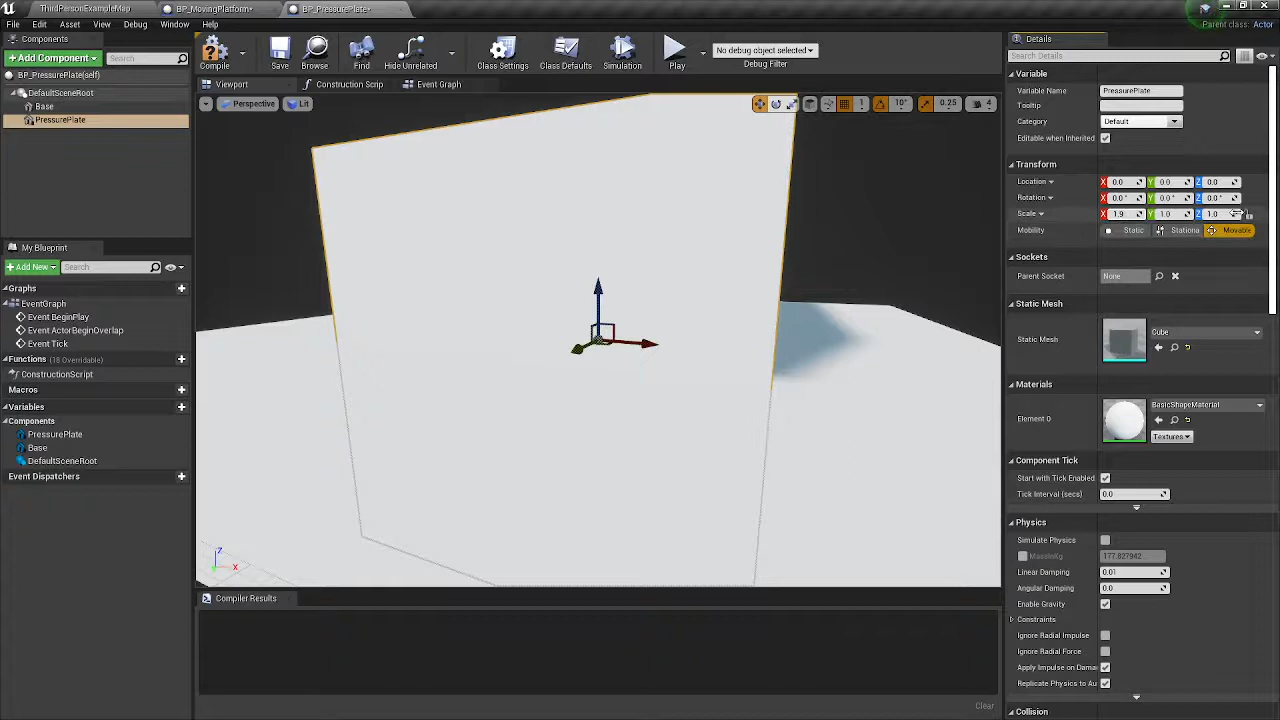 ThirdPersonExampleMap
BP_MovingPlatform*
BP_PressurePlate*
File Edit Asset View Debug Window Help
Parent class: Actor
Components
+ Add Component
Search
BP_PressurePlate(self)
DefaultSceneRoot
Base
PressurePlate
Compile
Save
Browse
Find
Hide Unrelated
Class Settings
Class Defaults
Simulation
Play
No debug object selected
Debug Filter
Viewport
Construction Scrip
Event Graph
Perspective
Lit
1
10°
0.25
4
Z
X
My Blueprint
+ Add New
Search
Graphs
EventGraph
Event BeginPlay
Event ActorBeginOverlap
Event Tick
Functions (18 Overridable)
ConstructionScript
Macros
Variables
Components
PressurePlate
Base
DefaultSceneRoot
Event Dispatchers
Compiler Results
Clear
Details
Search Details
Variable
Variable Name PressurePlate
Tooltip
Category Default
Editable when Inherited
Transform
Location X 0.0 Y 0.0 Z 0.0
Rotation X 0.0° Y 0.0° Z 0.0°
Scale X 1.9 Y 1.0 Z 1.0
Mobility Static Stationa Movable
Sockets
Parent Socket None
Static Mesh
Static Mesh Cube
Materials
Element 0 BasicShapeMaterial
Textures
Component Tick
Start with Tick Enabled
Tick Interval (secs) 0.0
Physics
Simulate Physics
MassInKg 177.827942
Linear Damping 0.01
Angular Damping 0.0
Enable Gravity
Constraints
Ignore Radial Impulse
Ignore Radial Force
Apply Impulse on Dama
Replicate Physics to Au
Collision